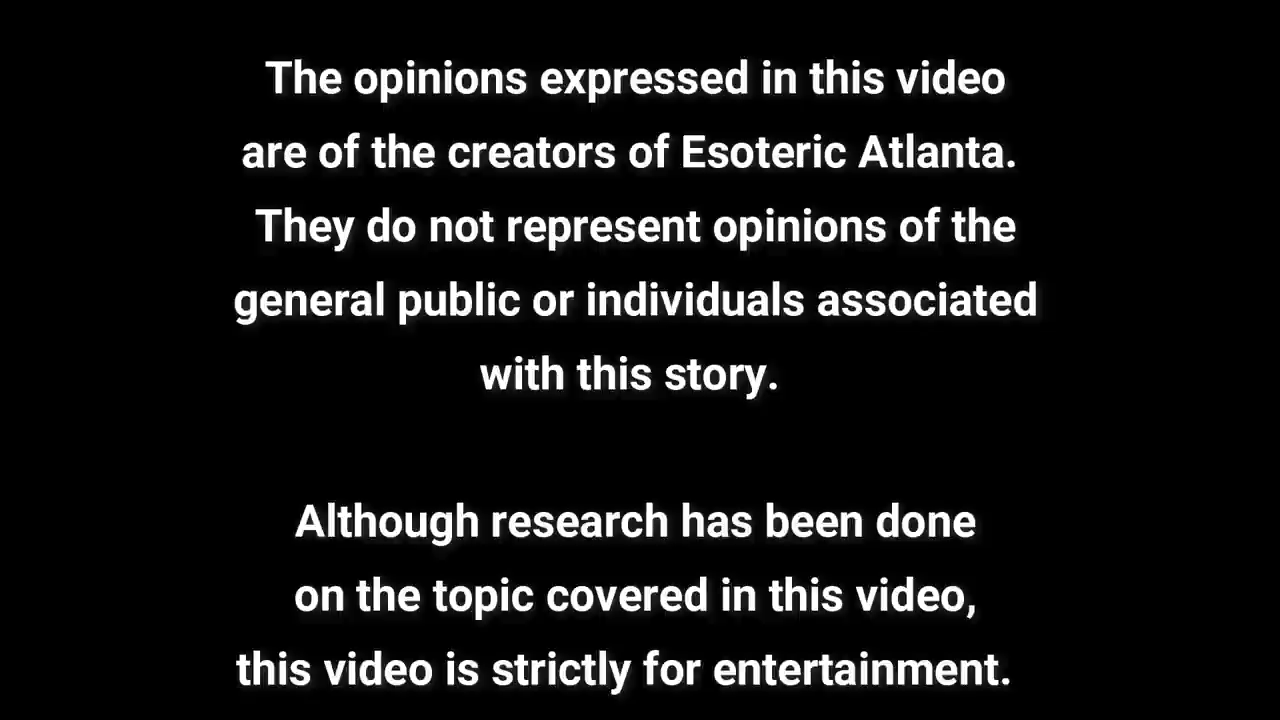 The opinions expressed in this video
are of the creators of Esoteric Atlanta.
They do not represent opinions of the
general public or individuals associated
with this story.
Although research has been done
on the topic covered in this video,
this video is strictly for entertainment.